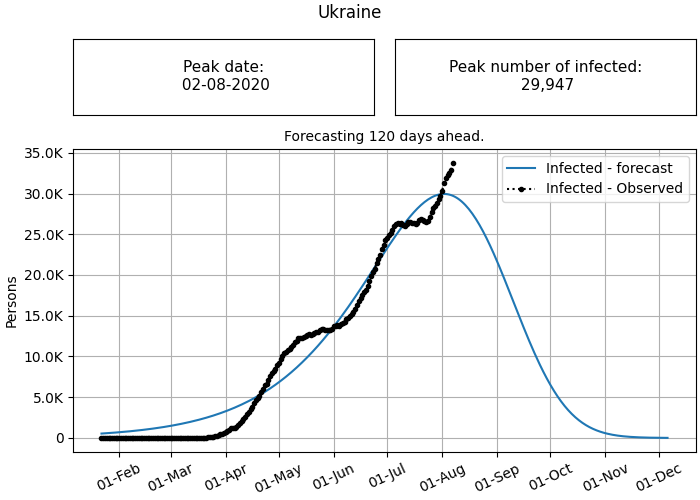 Ukraine
Peak date:
02-08-2020
Peak number of infected:
29,947
Forecasting 120 days ahead.
35.0K
30.0K
25.0K
20.0K
15.0K
10.0K
5.0K
0
Persons
Infected - forecast
Infected - Observed
01-Feb
01-Mar
01-Apr
01-May
01-Jun
01-Jul
01-Aug
01-Sep
01-Oct
01-Nov
01-Dec